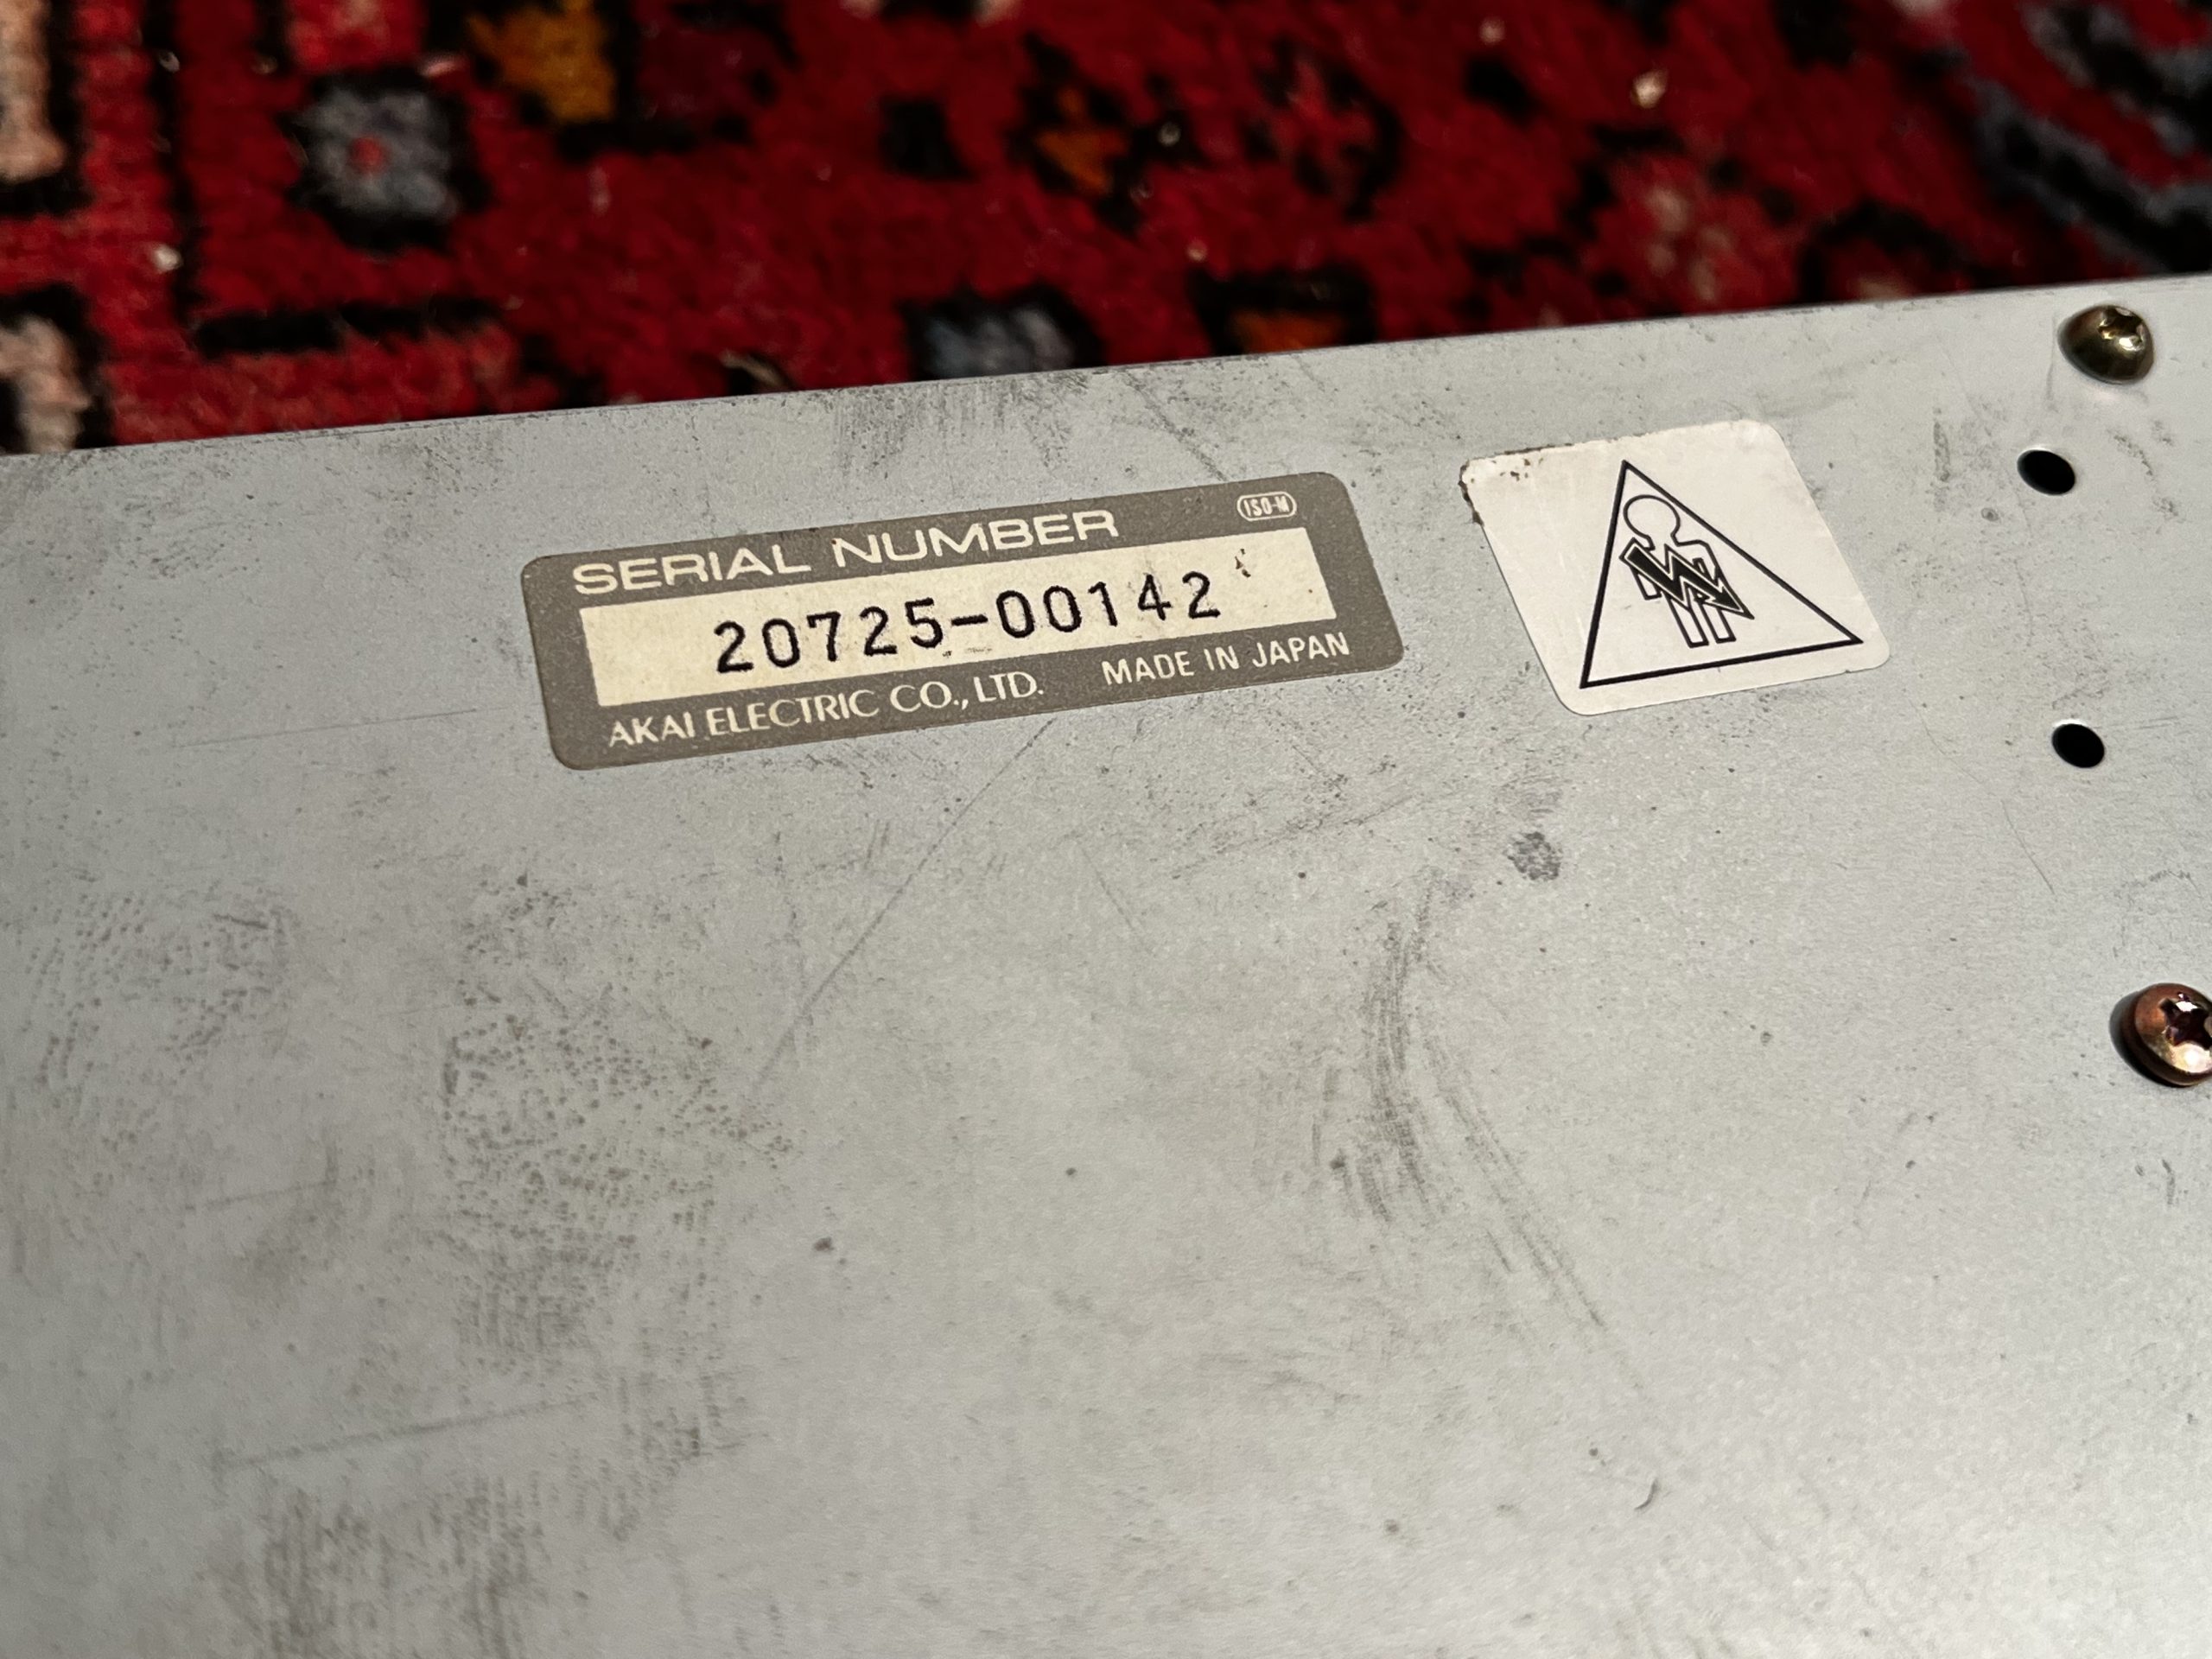 SERIAL NUMBER ISO-M
20725-00142
AKAI ELECTRIC CO., LTD. MADE IN JAPAN